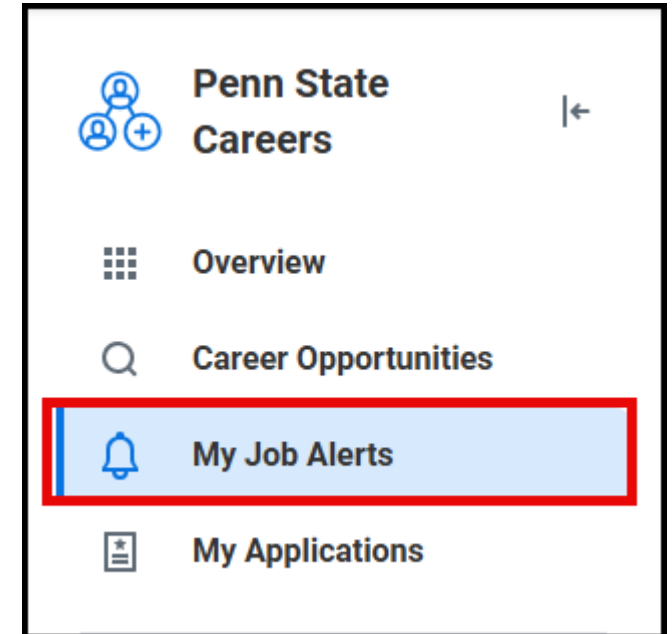 Penn State
Careers
Overview
Career Opportunities
My Job Alerts
My Applications